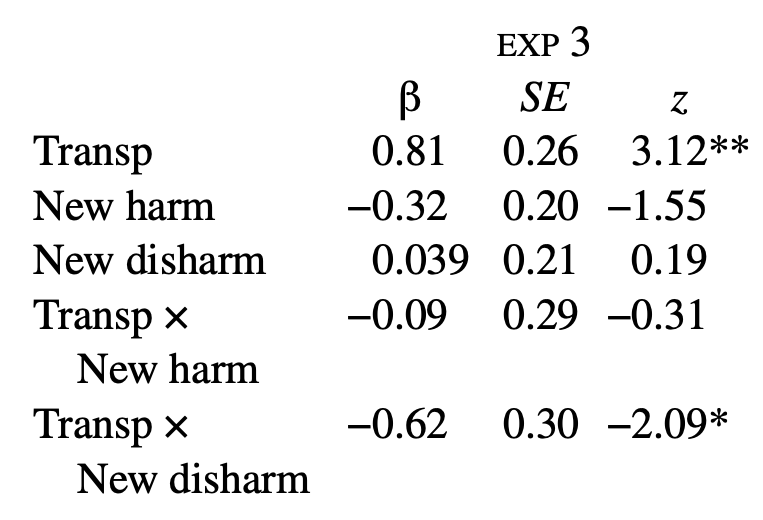 EXP 3
β SE z
Transp 0.81 0.26 3.12**
New harm −0.32 0.20 −1.55
New disharm 0.039 0.21 0.19
Transp × −0.09 0.29 −0.31
New harm
Transp × −0.62 0.30 −2.09*
New disharm